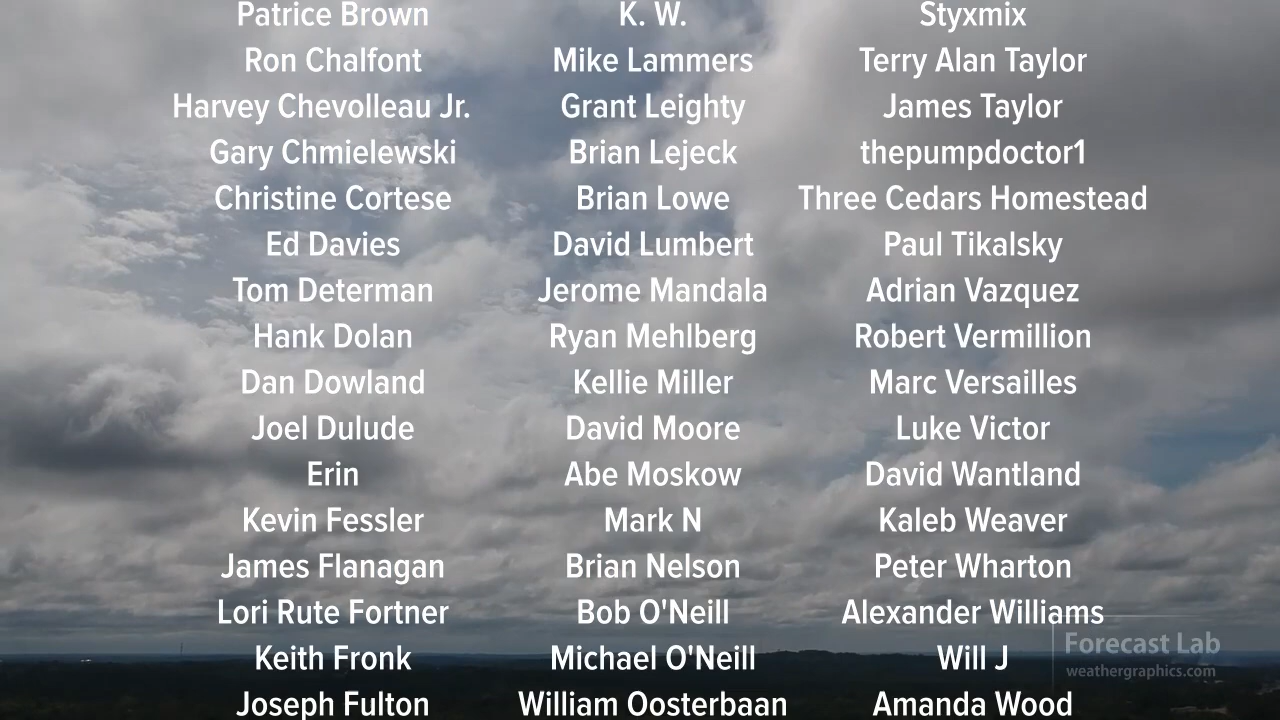 Patrice Brown
Ron Chalfont
Harvey Chevolleau Jr.
Gary Chmielewski
Christine Cortese
Ed Davies
Tom Determan
Hank Dolan
Dan Dowland
Joel Dulude
Erin
Kevin Fessler
James Flanagan
Lori Rute Fortner
Keith Fronk
Joseph Fulton
K. W.
Mike Lammers
Grant Leighty
Brian Lejeck
Brian Lowe
David Lumbert
Jerome Mandala
Ryan Mehlberg
Kellie Miller
David Moore
Abe Moskow
Mark N
Brian Nelson
Bob O'Neill
Michael O'Neill
William Oosterbaan
Styxmix
Terry Alan Taylor
James Taylor
thepumpdoctor1
Three Cedars Homestead
Paul Tikalsky
Adrian Vazquez
Robert Vermillion
Marc Versailles
Luke Victor
David Wantland
Kaleb Weaver
Peter Wharton
Alexander Williams
Will J
Amanda Wood
Forecast Lab
weathergraphics.com